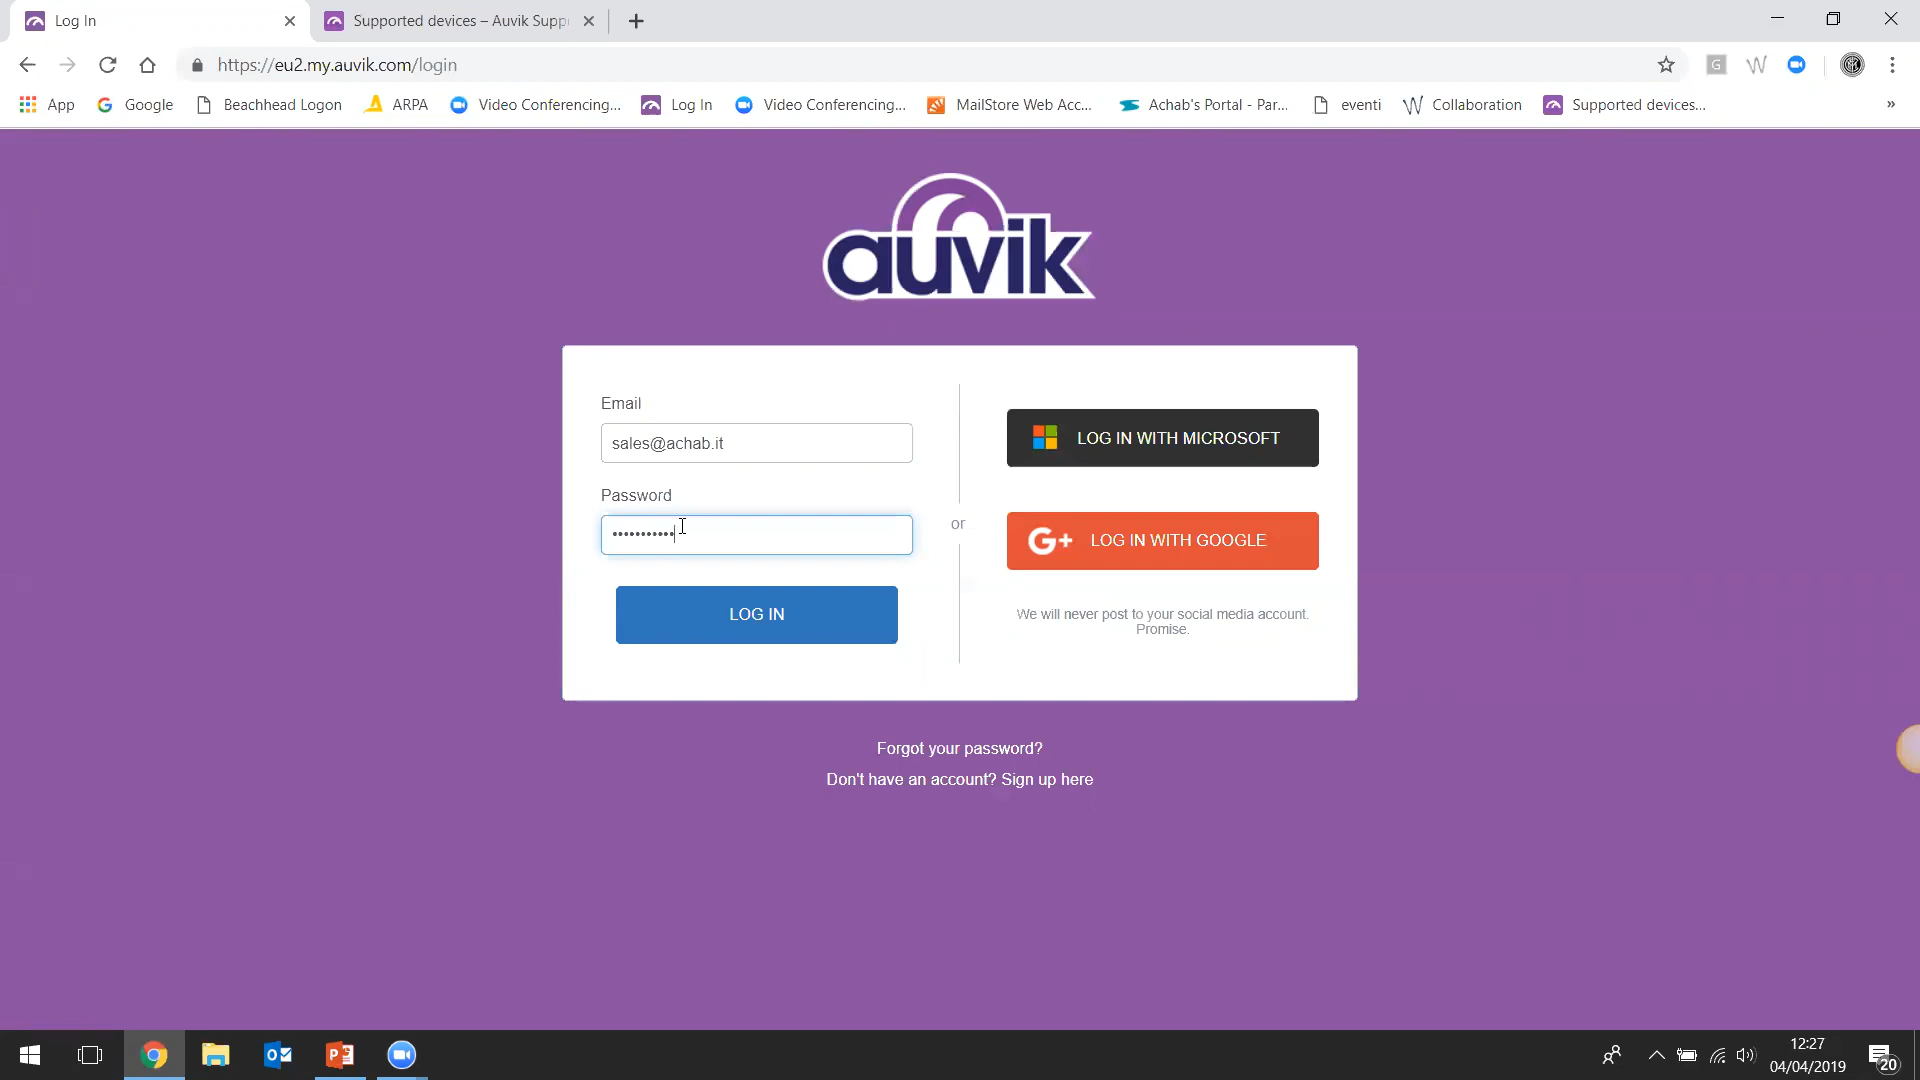 Log In
Supported devices – Auvik Supp
https://eu2.my.auvik.com/login
App
Google
Beachhead Logon
ARPA
Video Conferencing...
Log In
Video Conferencing...
MailStore Web Acc...
Achab's Portal - Par...
eventi
Collaboration
Supported devices...
»
auvik
Email
sales@achab.it
Password
•••••••••••
LOG IN
or
LOG IN WITH MICROSOFT
G+ LOG IN WITH GOOGLE
We will never post to your social media account.
Promise.
Forgot your password?
Don't have an account? Sign up here
12:27
04/04/2019
20